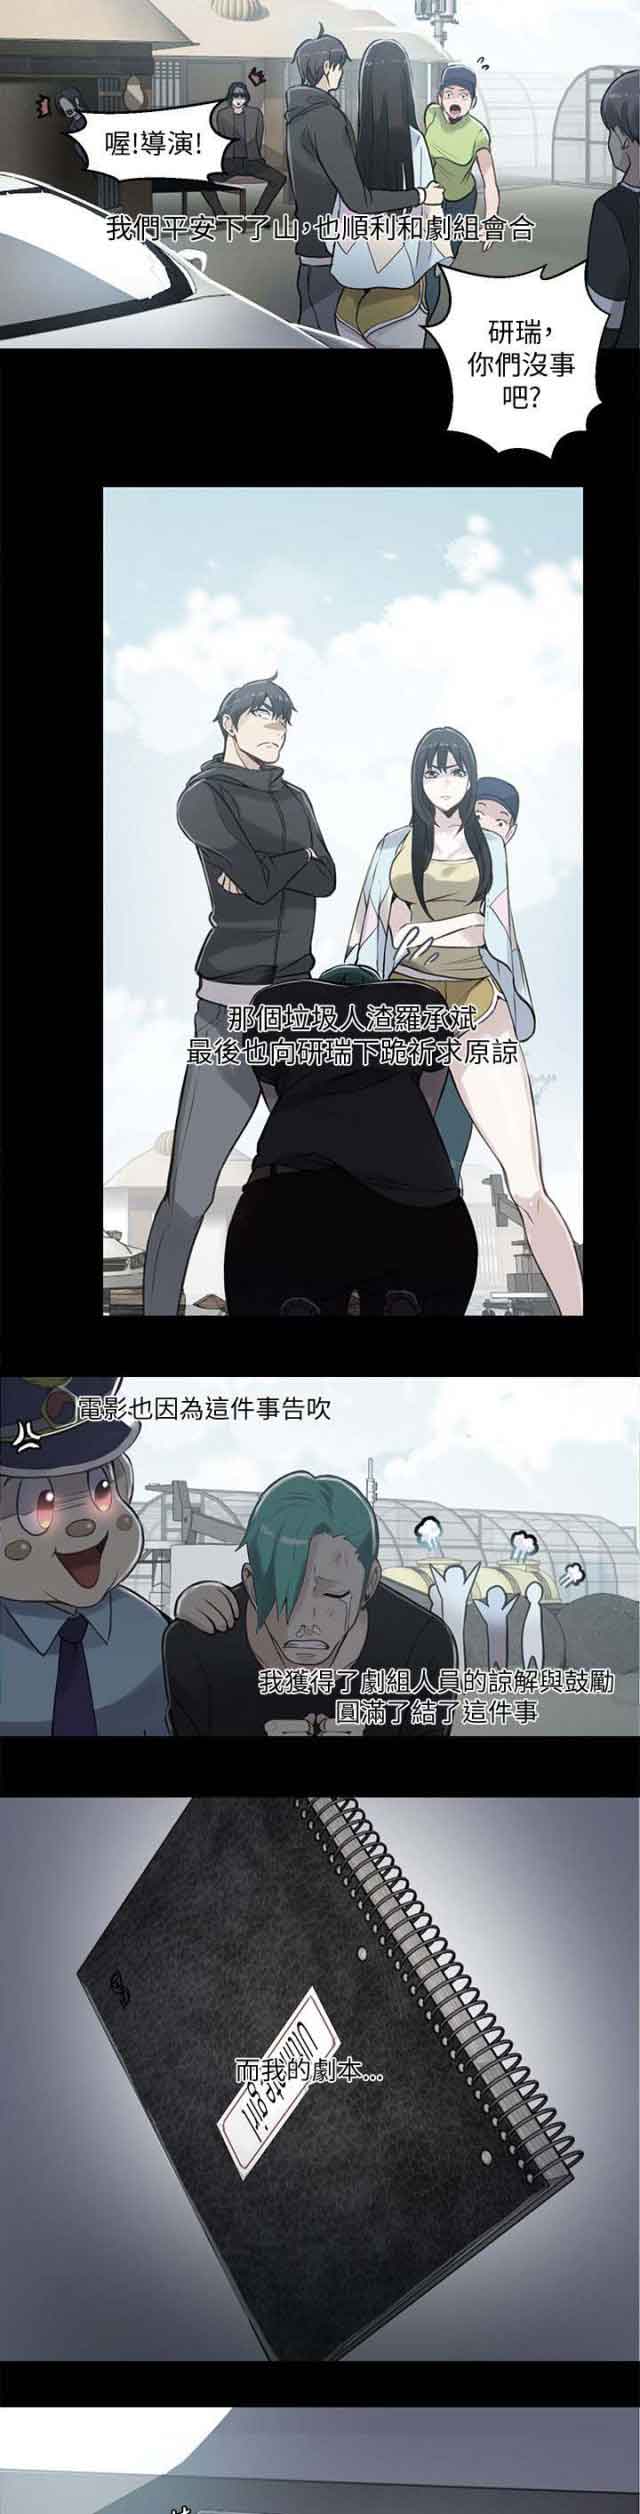 喔!導演!
我們平安下了山,也順利和劇組會合
研瑞,
你們沒事
吧?
那個垃圾人渣羅承斌
最後也向研瑞下跪祈求原諒
電影也因為這件事告吹
我獲得了劇組人員的諒解與鼓勵
圓滿了結了這件事
而我的劇本...
Ultimate girl